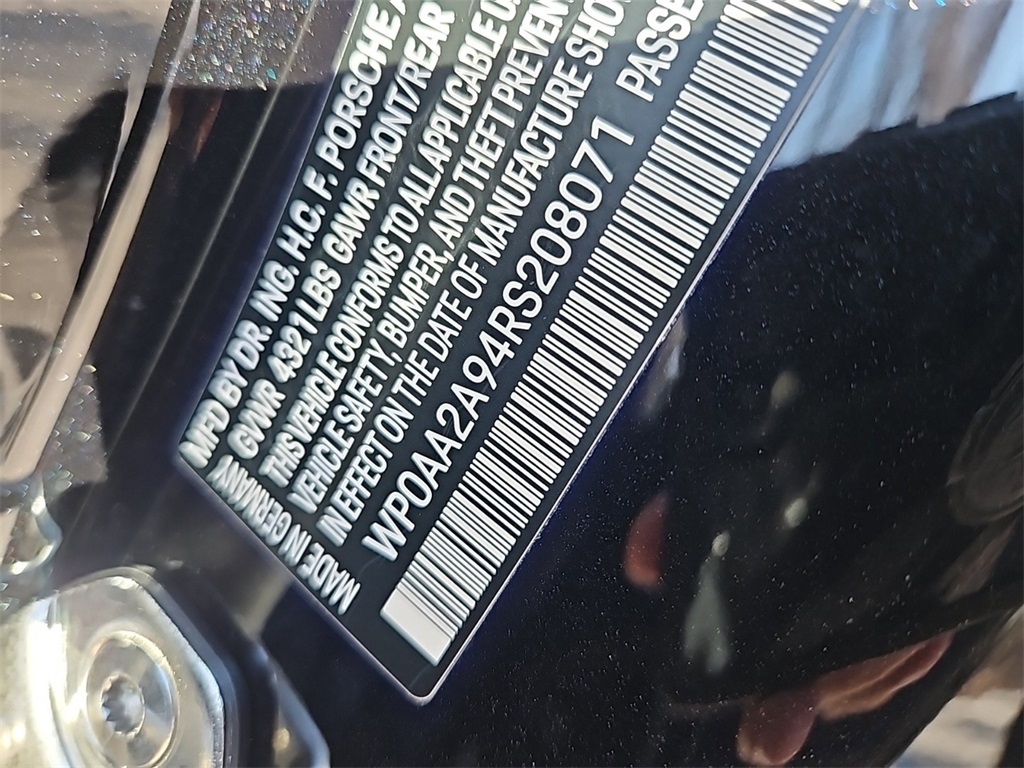 MFD BY DR. ING. H.C. F. PORSCHE
GVWR 4321 LBS GAWR FRONT/REAR
THIS VEHICLE CONFORMS TO ALL APPLICABLE
VEHICLE SAFETY, BUMPER, AND THEFT PREVEN
IN EFFECT ON THE DATE OF MANUFACTURE SHO
WP0AA2A94RS208071 PASSE
MADE IN GERMANY